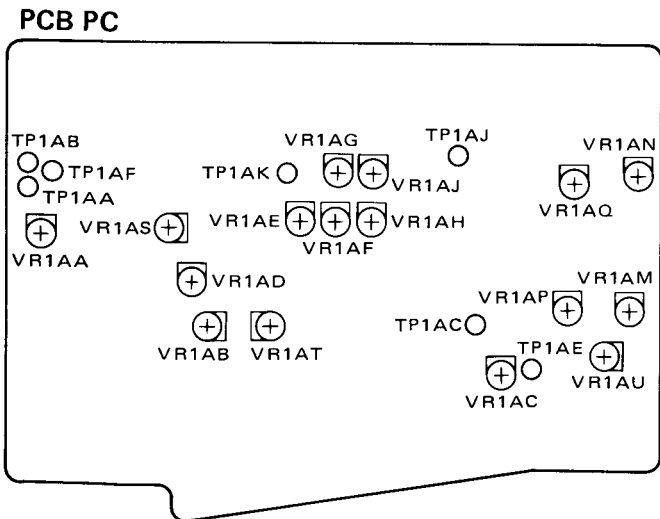 PCB PC
TP1AB
TP1AF
TP1AA
VR1AA
VR1AS
VR1AD
VR1AB
VR1AT
TP1AK
VR1AG
VR1AJ
VR1AE
VR1AF
VR1AH
TP1AJ
VR1AN
VR1AQ
VR1AP
VR1AM
TP1AC
TP1AE
VR1AC
VR1AU